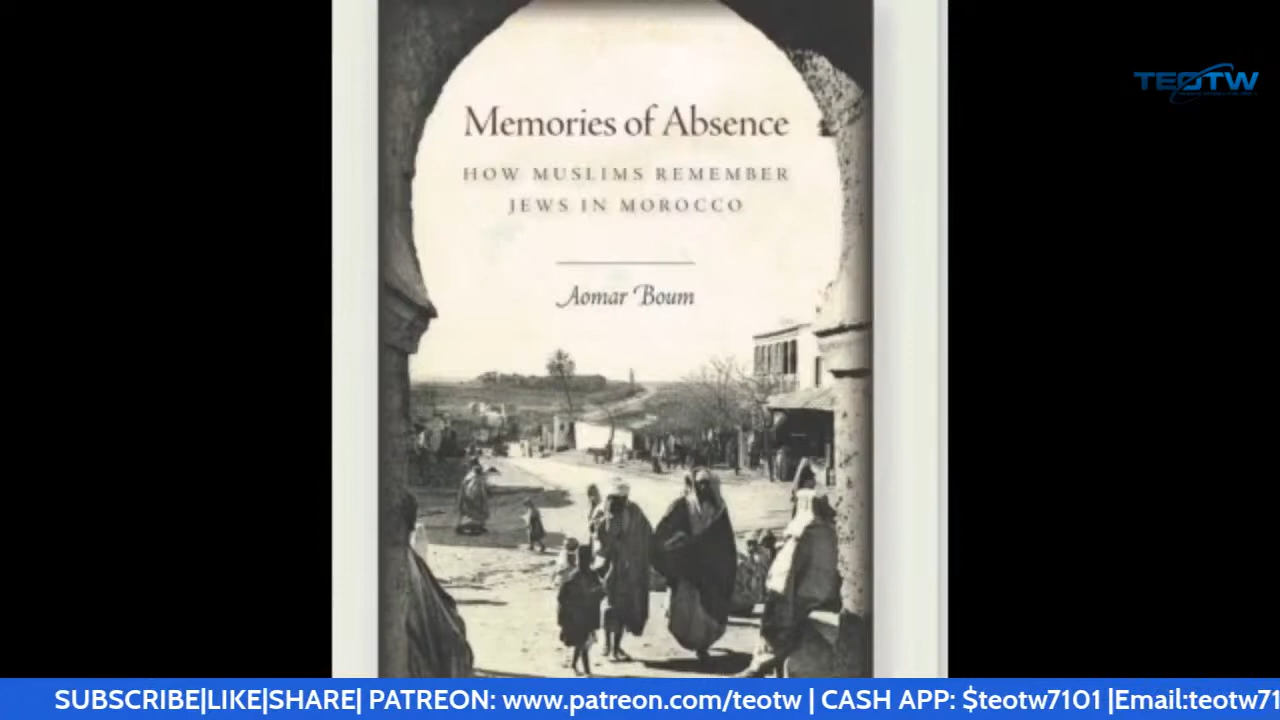 Memories of Absence
HOW MUSLIMS REMEMBER
JEWS IN MOROCCO
Aomar Boum
TEOTW
SUBSCRIBE|LIKE|SHARE| PATREON: www.patreon.com/teotw | CASH APP: $teotw7101 |Email:teotw71